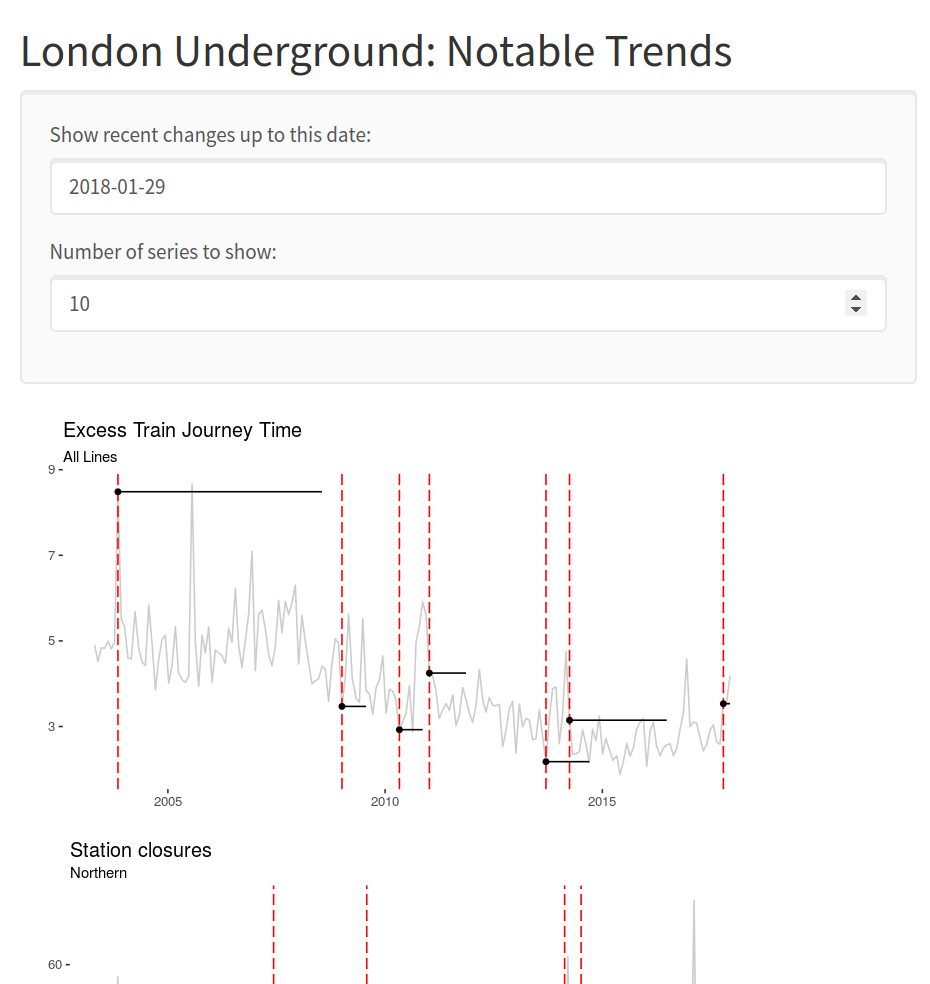 London Underground: Notable Trends
Show recent changes up to this date:
2018-01-29
Number of series to show:
10
Excess Train Journey Time
All Lines
9
7
5
3
2005 2010 2015
Station closures
Northern
60